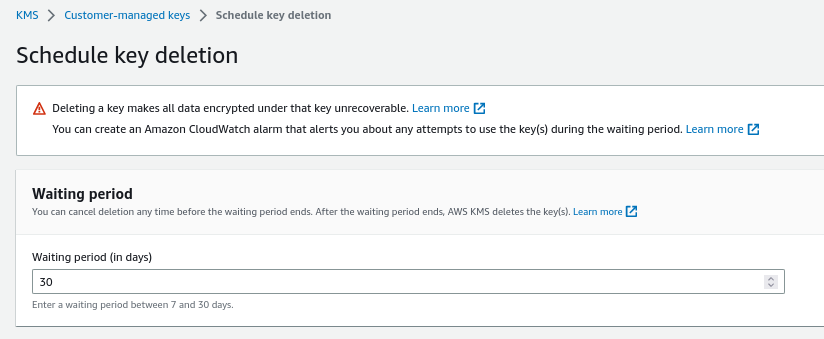 KMS > Customer-managed keys > Schedule key deletion
Schedule key deletion
Deleting a key makes all data encrypted under that key unrecoverable. Learn more
You can create an Amazon CloudWatch alarm that alerts you about any attempts to use the key(s) during the waiting period. Learn more
Waiting period
You can cancel deletion any time before the waiting period ends. After the waiting period ends, AWS KMS deletes the key(s). Learn more
Waiting period (in days)
30
Enter a waiting period between 7 and 30 days.